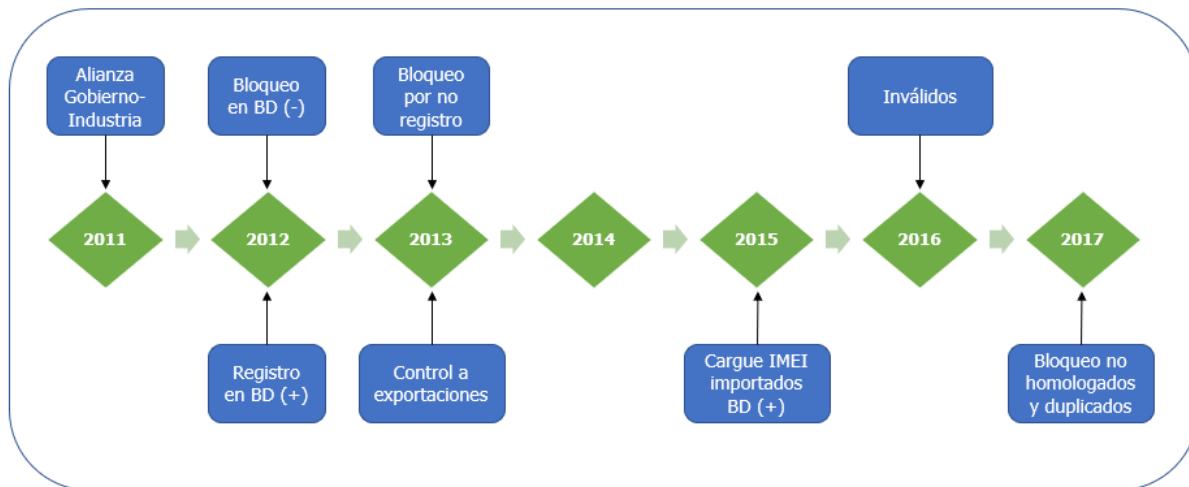 Alianza
Gobierno-
Industria
Bloqueo
en BD (-)
Bloqueo
por no
registro
Inválidos
2011
2012
2013
2014
2015
2016
2017
Registro
en BD (+)
Control a
exportaciones
Cargue IMEI
importados
BD (+)
Bloqueo no
homologados
y duplicados